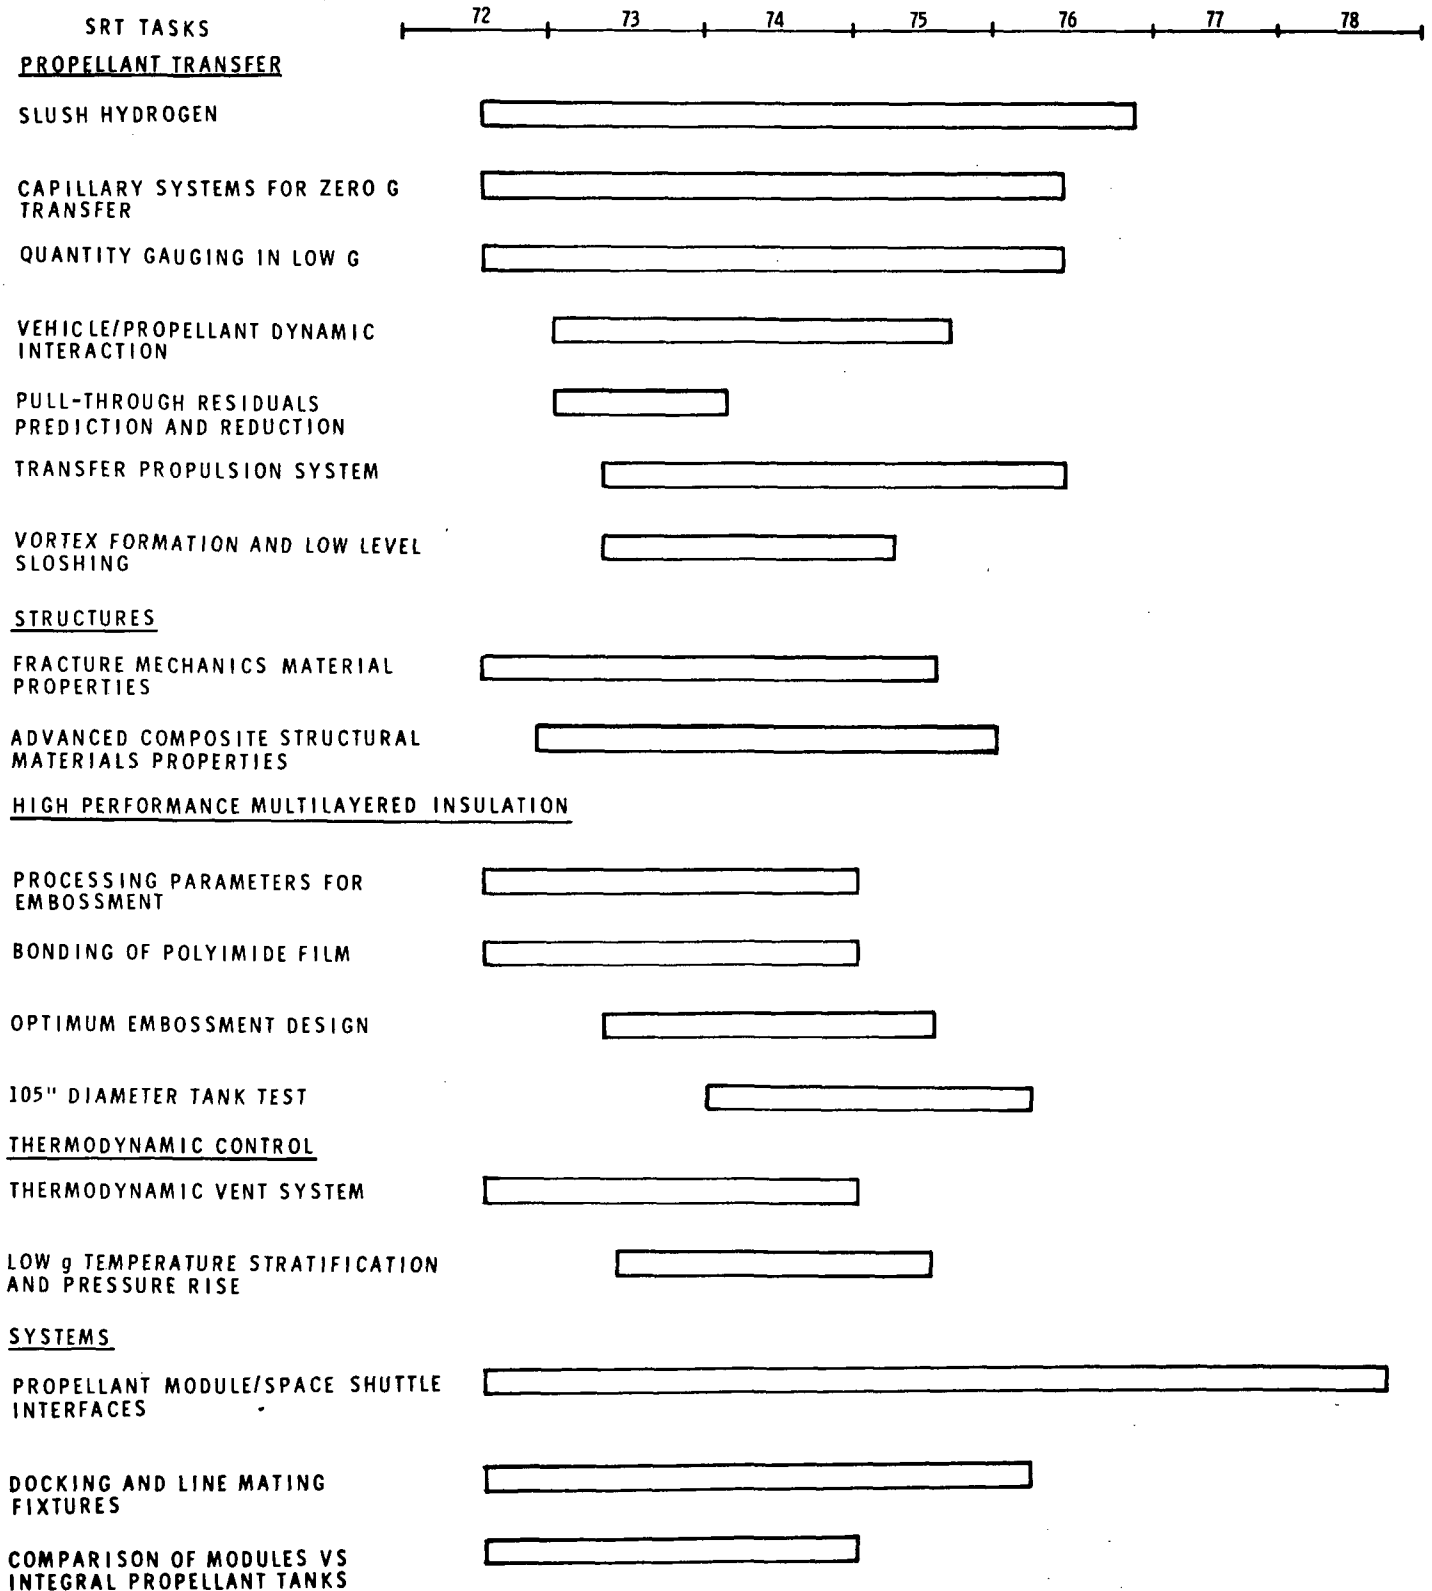 72 73 74 75 76 77 78
SRT TASKS
PROPELLANT TRANSFER
SLUSH HYDROGEN
CAPILLARY SYSTEMS FOR ZERO G
TRANSFER
QUANTITY GAUGING IN LOW G
VEHICLE/PROPELLANT DYNAMIC
INTERACTION
PULL-THROUGH RESIDUALS
PREDICTION AND REDUCTION
TRANSFER PROPULSION SYSTEM
VORTEX FORMATION AND LOW LEVEL
SLOSHING
STRUCTURES
FRACTURE MECHANICS MATERIAL
PROPERTIES
ADVANCED COMPOSITE STRUCTURAL
MATERIALS PROPERTIES
HIGH PERFORMANCE MULTILAYERED INSULATION
PROCESSING PARAMETERS FOR
EMBOSSMENT
BONDING OF POLYIMIDE FILM
OPTIMUM EMBOSSMENT DESIGN
105" DIAMETER TANK TEST
THERMODYNAMIC CONTROL
THERMODYNAMIC VENT SYSTEM
LOW g TEMPERATURE STRATIFICATION
AND PRESSURE RISE
SYSTEMS
PROPELLANT MODULE/SPACE SHUTTLE
INTERFACES
DOCKING AND LINE MATING
FIXTURES
COMPARISON OF MODULES VS
INTEGRAL PROPELLANT TANKS